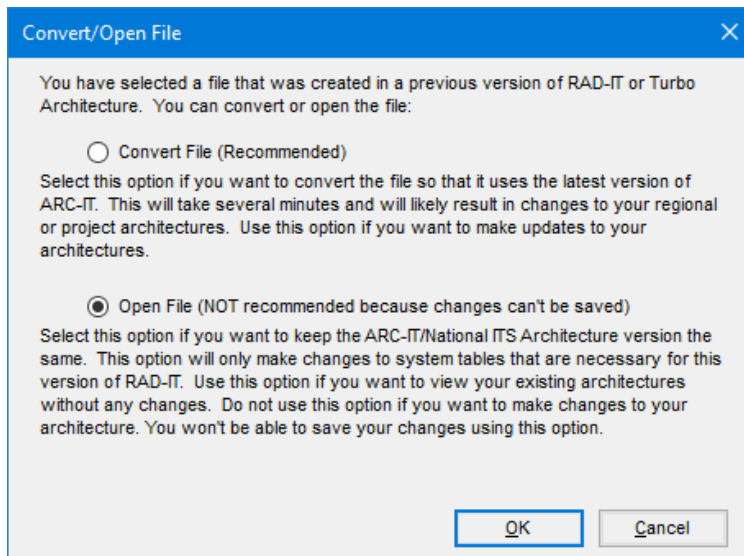 Convert/Open File
You have selected a file that was created in a previous version of RAD-IT or Turbo
Architecture. You can convert or open the file:
Convert File (Recommended)
Select this option if you want to convert the file so that it uses the latest version of
ARC-IT. This will take several minutes and will likely result in changes to your regional
or project architectures. Use this option if you want to make updates to your
architectures.
Open File (NOT recommended because changes can't be saved)
Select this option if you want to keep the ARC-IT/National ITS Architecture version the
same. This option will only make changes to system tables that are necessary for this
version of RAD-IT. Use this option if you want to view your existing architectures
without any changes. Do not use this option if you want to make changes to your
architecture. You won't be able to save your changes using this option.
OK Cancel